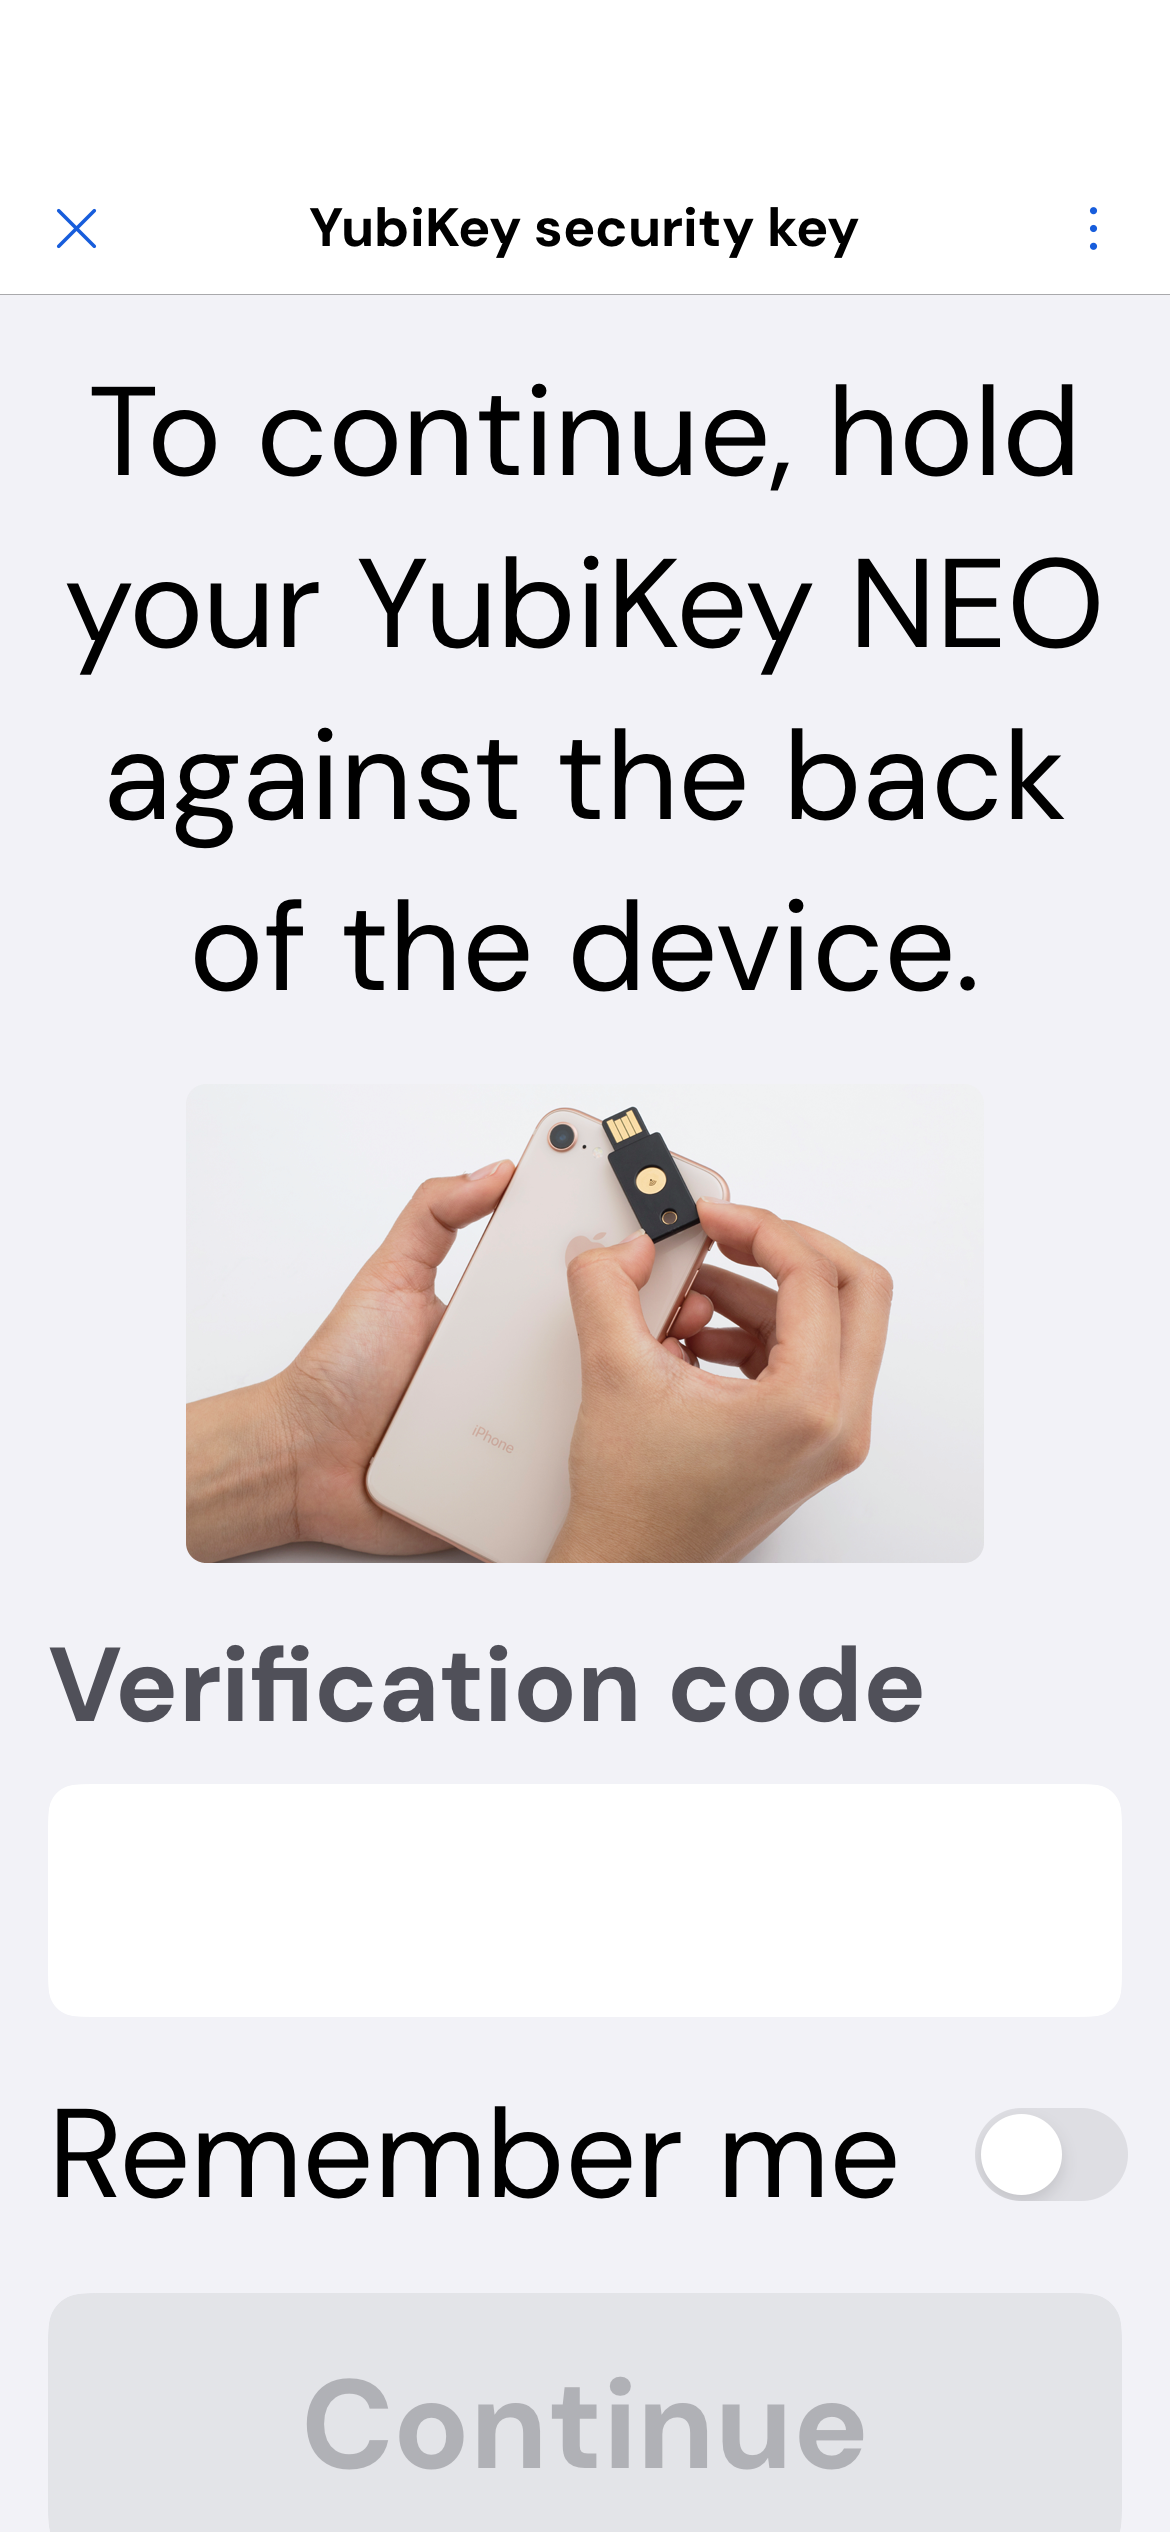 YubiKey security key
To continue, hold
your YubiKey NEO
against the back
of the device.
iPhone
Verification code
Remember me
Continue